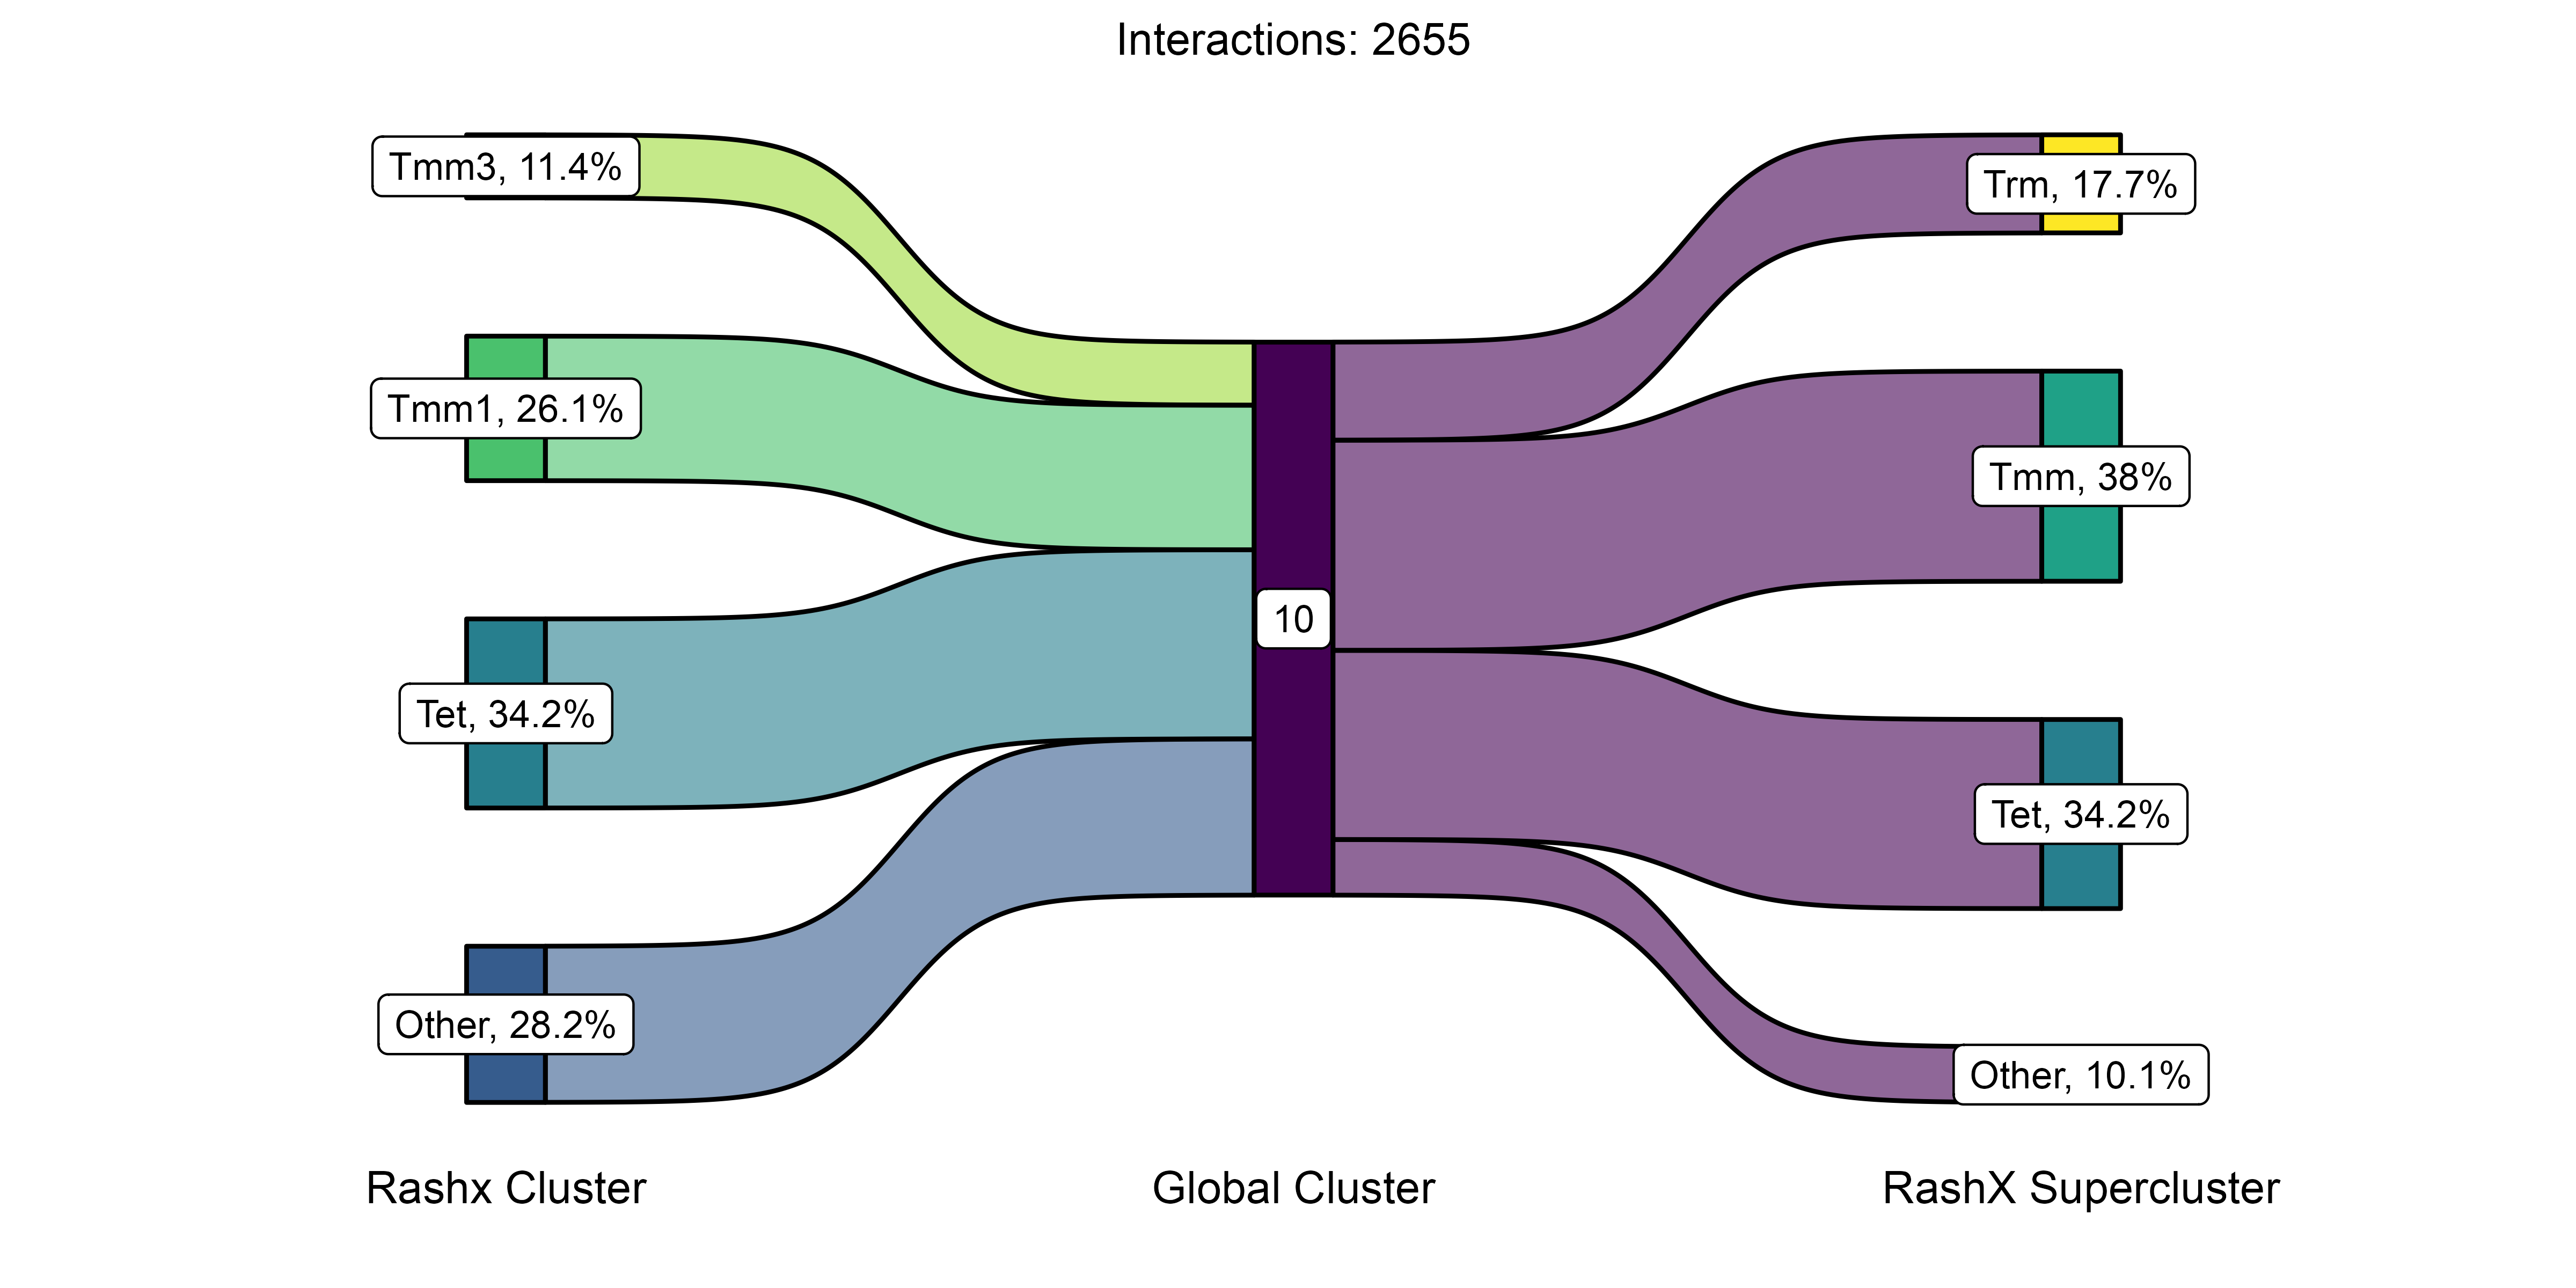 Interactions: 2655
Tmm3, 11.4%
Trm, 17.7%
Tmm1, 26.1%
Tmm, 38%
10
Tet, 34.2%
Tet, 34.2%
Other, 28.2%
Other, 10.1%
Rashx Cluster
Global Cluster
RashX Supercluster